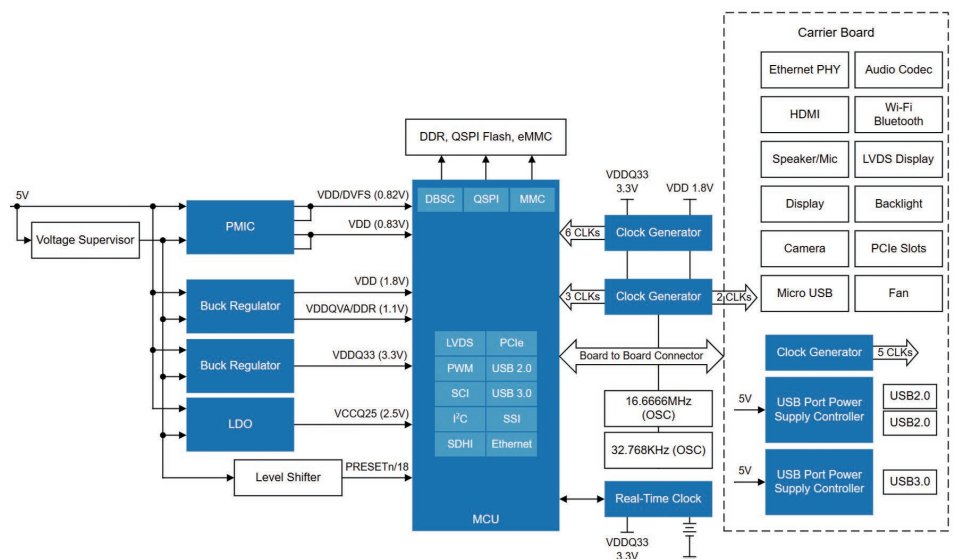 Carrier Board
Ethernet PHY
Audio Codec
HDMI
Wi-Fi
Bluetooth
Speaker/Mic
LVDS Display
Display
Backlight
Camera
PCIe Slots
Micro USB
Fan
Clock Generator
5 CLKs
5V
USB Port Power
Supply Controller
USB2.0
USB2.0
5V
USB Port Power
Supply Controller
USB3.0
DDR, QSPI Flash, eMMC
5V
Voltage Supervisor
PMIC
VDD/DVFS (0.82V)
VDD (0.83V)
Buck Regulator
VDD (1.8V)
VDDQVA/DDR (1.1V)
Buck Regulator
VDDQ33 (3.3V)
LDO
VCCQ25 (2.5V)
Level Shifter
PRESETn/18
DBSC
QSPI
MMC
LVDS
PCIe
PWM
USB 2.0
SCI
USB 3.0
I²C
SSI
SDHI
Ethernet
MCU
VDDQ33
3.3V
VDD 1.8V
6 CLKs
Clock Generator
3 CLKs
Clock Generator
2 CLKs
Board to Board Connector
16.6666MHz
(OSC)
32.768KHz (OSC)
Real-Time Clock
VDDQ33
3.3V